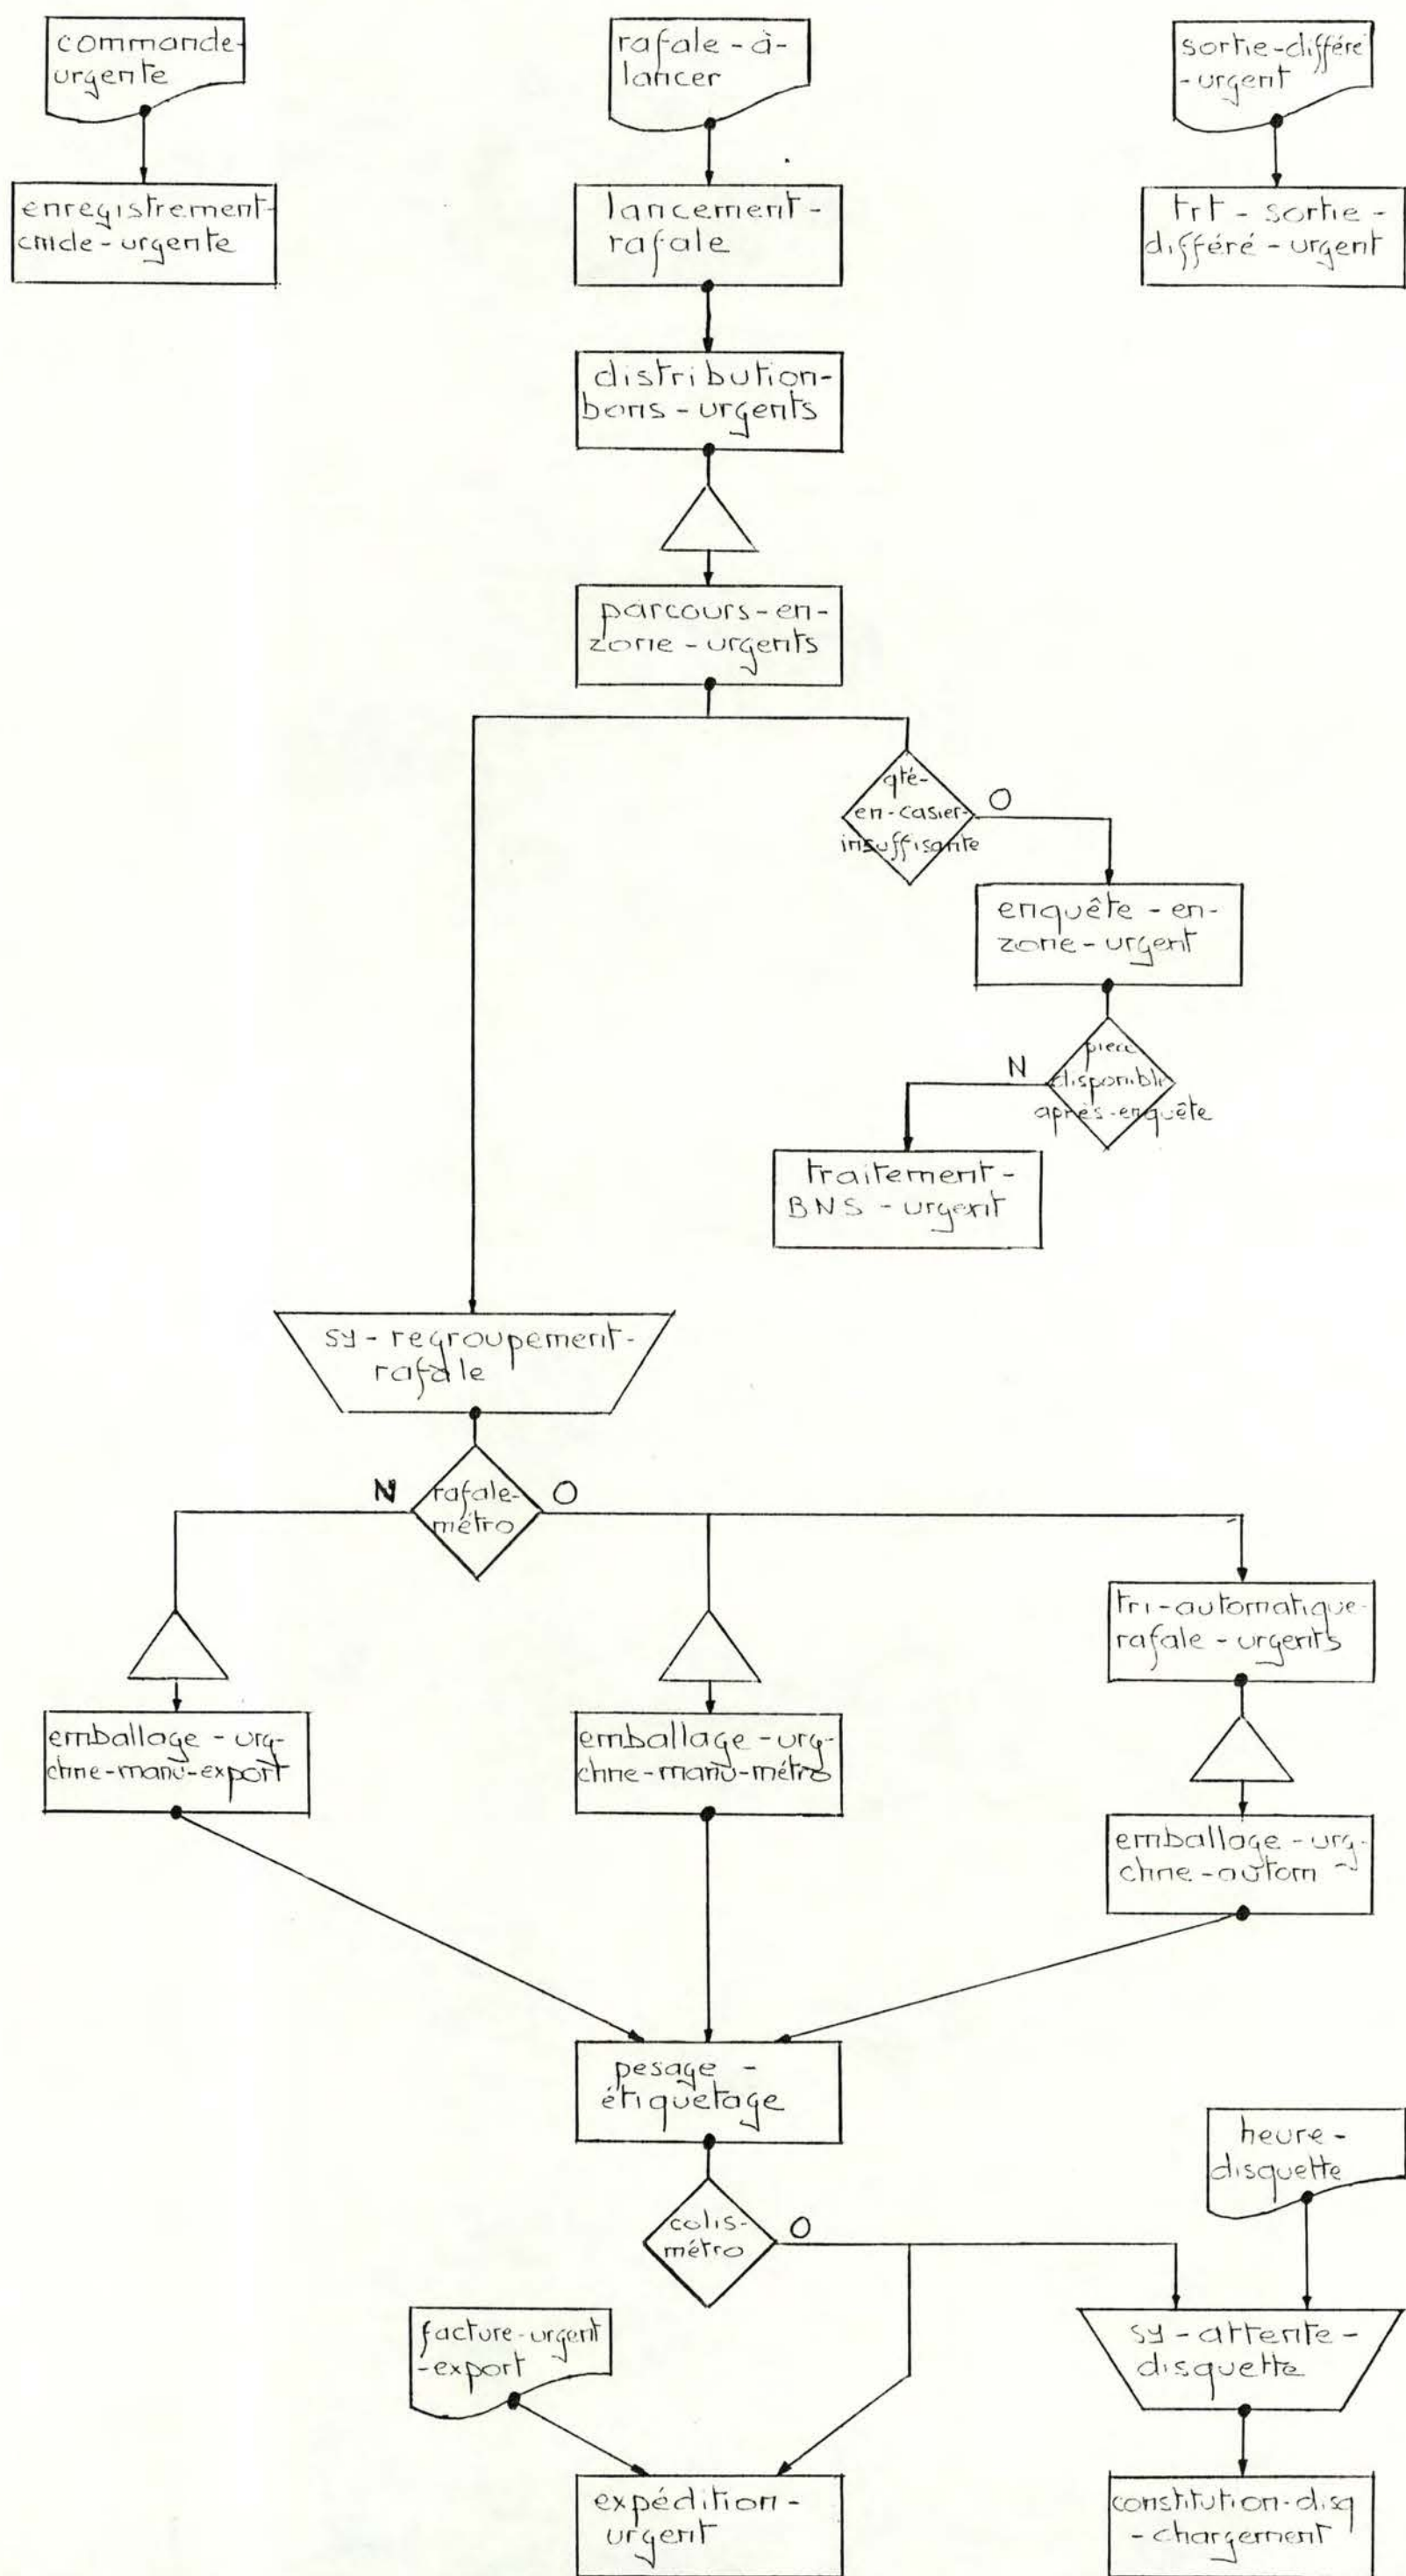 commande-
urgente
rafale-à-
lancer
sortie-différé
-urgent
enregistrement-
cmde-urgente
lancement-
rafale
trt-sortie-
différé-urgent
distribution-
bons-urgents
parcours-en-
zone-urgents
qté-
en-casier-
insuffisante
O
enquête-en-
zone-urgent
pièce
disponible
après-enquête
N
traitement-
BNS-urgent
sy-regroupement-
rafale
N
rafale-
métro
O
tri-automatique-
rafale-urgents
emballage-urg-
chne-manu-export
emballage-urg-
chne-manu-métro
emballage-urg-
chne-autom
pesage-
étiquetage
heure-
disquette
colis-
métro
O
facture-urgent
-export
sy-attente-
disquette
expédition-
urgent
constitution-disq
-chargement